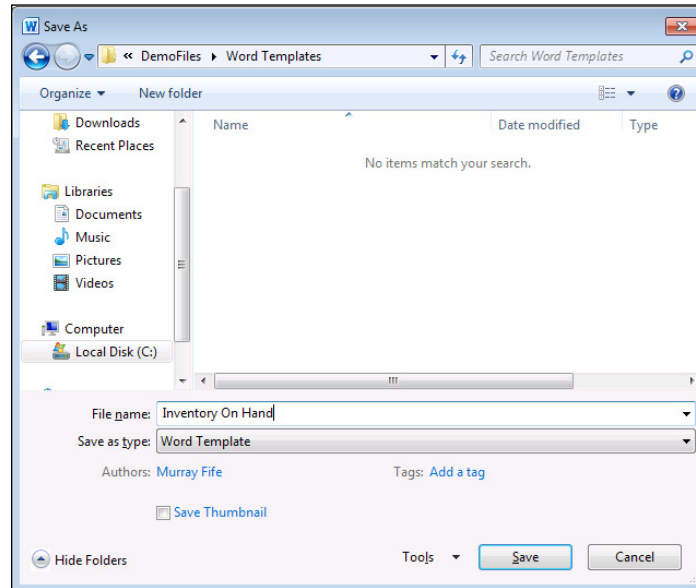 Save As
« DemoFiles ▸ Word Templates
Search Word Templates
Organize
New folder
Name
Date modified
Type
Downloads
Recent Places
No items match your search.
Libraries
Documents
Music
Pictures
Videos
Computer
Local Disk (C:)
File name: Inventory On Hand
Save as type: Word Template
Authors: Murray Fife
Tags: Add a tag
Save Thumbnail
Hide Folders
Tools
Save
Cancel